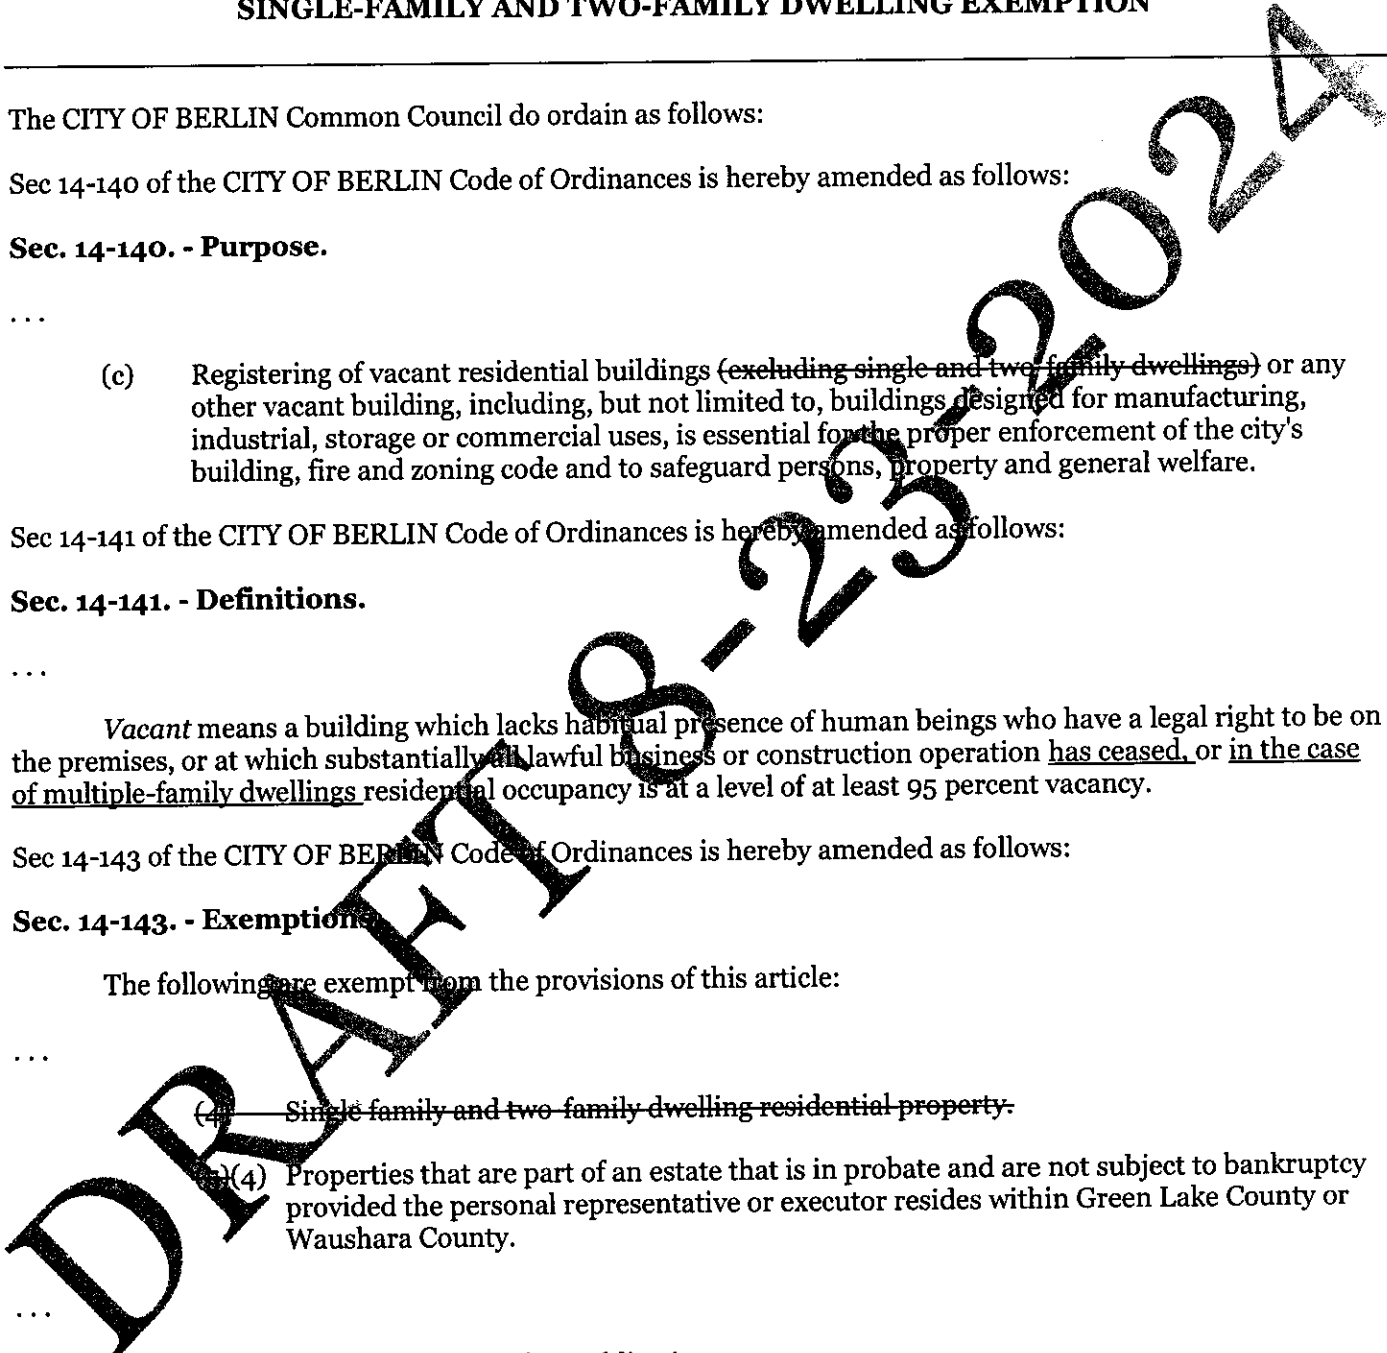 SINGLE-FAMILY AND TWO-FAMILY DWELLING EXEMPTION
The CITY OF BERLIN Common Council do ordain as follows:
Sec 14-140 of the CITY OF BERLIN Code of Ordinances is hereby amended as follows:
Sec. 14-140. - Purpose.
. . .
(c) Registering of vacant residential buildings (excluding single and two-family dwellings) or any
other vacant building, including, but not limited to, buildings designed for manufacturing,
industrial, storage or commercial uses, is essential for the proper enforcement of the city's
building, fire and zoning code and to safeguard persons, property and general welfare.
Sec 14-141 of the CITY OF BERLIN Code of Ordinances is hereby amended as follows:
Sec. 14-141. - Definitions.
. . .
Vacant means a building which lacks habitual presence of human beings who have a legal right to be on
the premises, or at which substantially all lawful business or construction operation has ceased, or in the case
of multiple-family dwellings residential occupancy is at a level of at least 95 percent vacancy.
Sec 14-143 of the CITY OF BERLIN Code of Ordinances is hereby amended as follows:
Sec. 14-143. - Exemption
The following are exempt from the provisions of this article:
. . .
(4) Single family and two-family dwelling residential property.
(4) Properties that are part of an estate that is in probate and are not subject to bankruptcy
provided the personal representative or executor resides within Green Lake County or
Waushara County.
. . .
DRAFT 8-23-2024